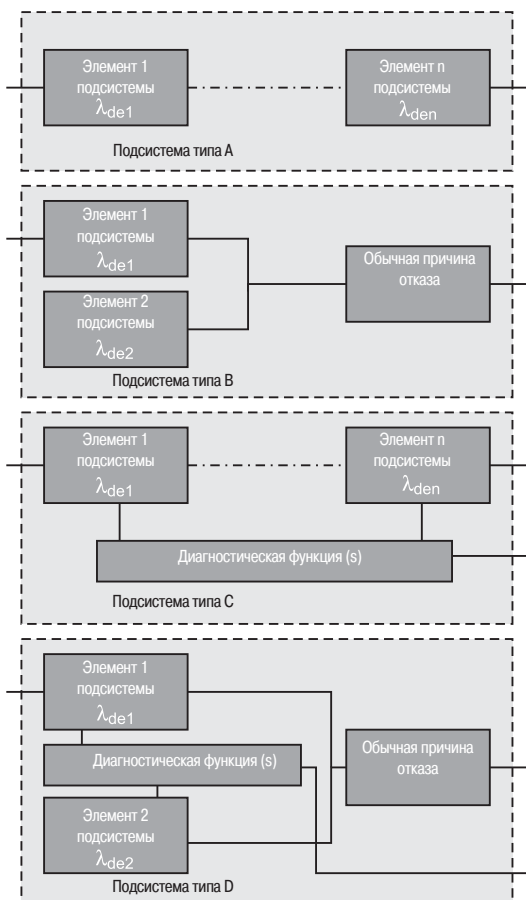 Элемент 1
подсистемы
λde1
Элемент n
подсистемы
λden
Подсистема типа A
Элемент 1
подсистемы
λde1
Элемент 2
подсистемы
λde2
Обычная причина
отказа
Подсистема типа B
Элемент 1
подсистемы
λde1
Элемент n
подсистемы
λden
Диагностическая функция (s)
Подсистема типа C
Элемент 1
подсистемы
λde1
Диагностическая функция (s)
Элемент 2
подсистемы
λde2
Обычная причина
отказа
Подсистема типа D